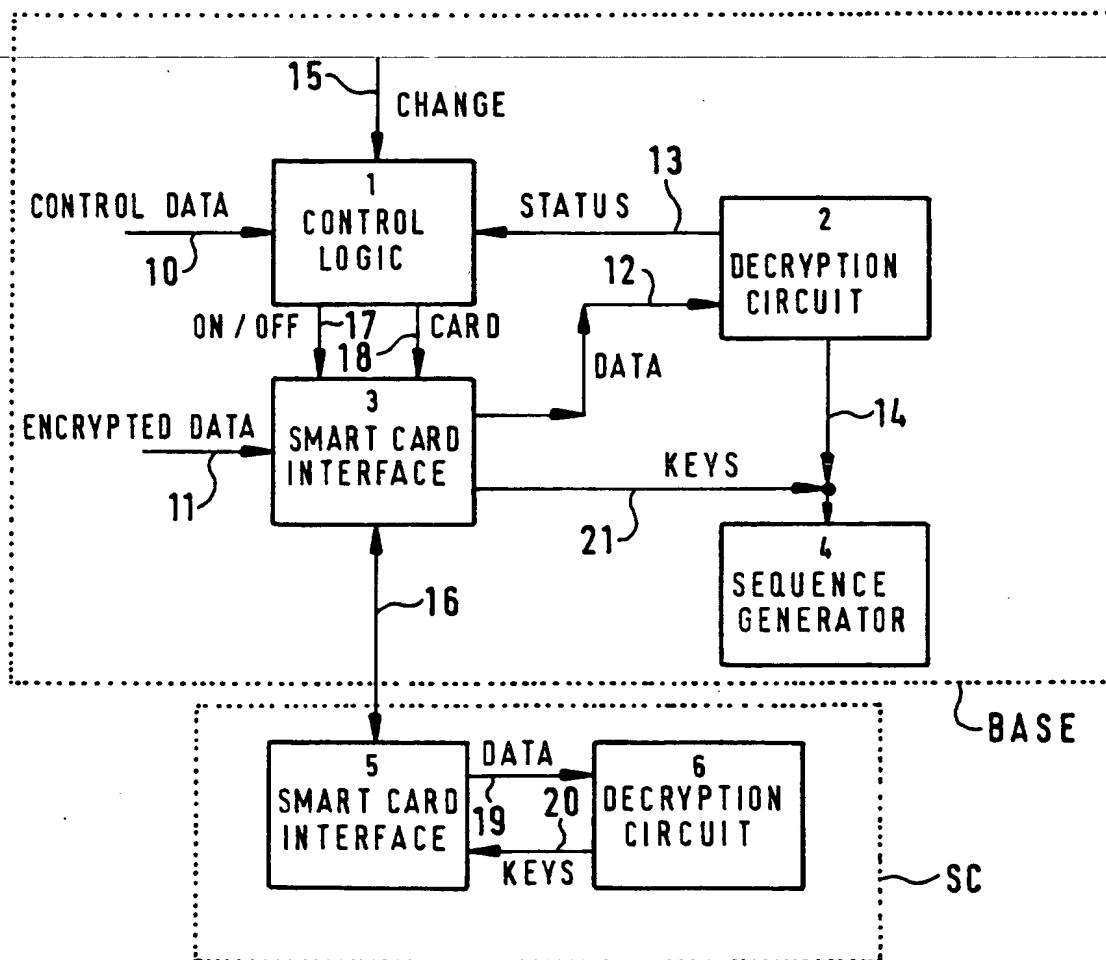 15
CHANGE
CONTROL DATA
10
1
CONTROL
LOGIC
STATUS
13
2
DECRYPTION
CIRCUIT
12
ON / OFF
17
18
CARD
DATA
ENCRYPTED DATA
11
3
SMART CARD
INTERFACE
14
KEYS
21
4
SEQUENCE
GENERATOR
16
BASE
5
SMART CARD
INTERFACE
DATA
19
20
KEYS
6
DECRYPTION
CIRCUIT
SC